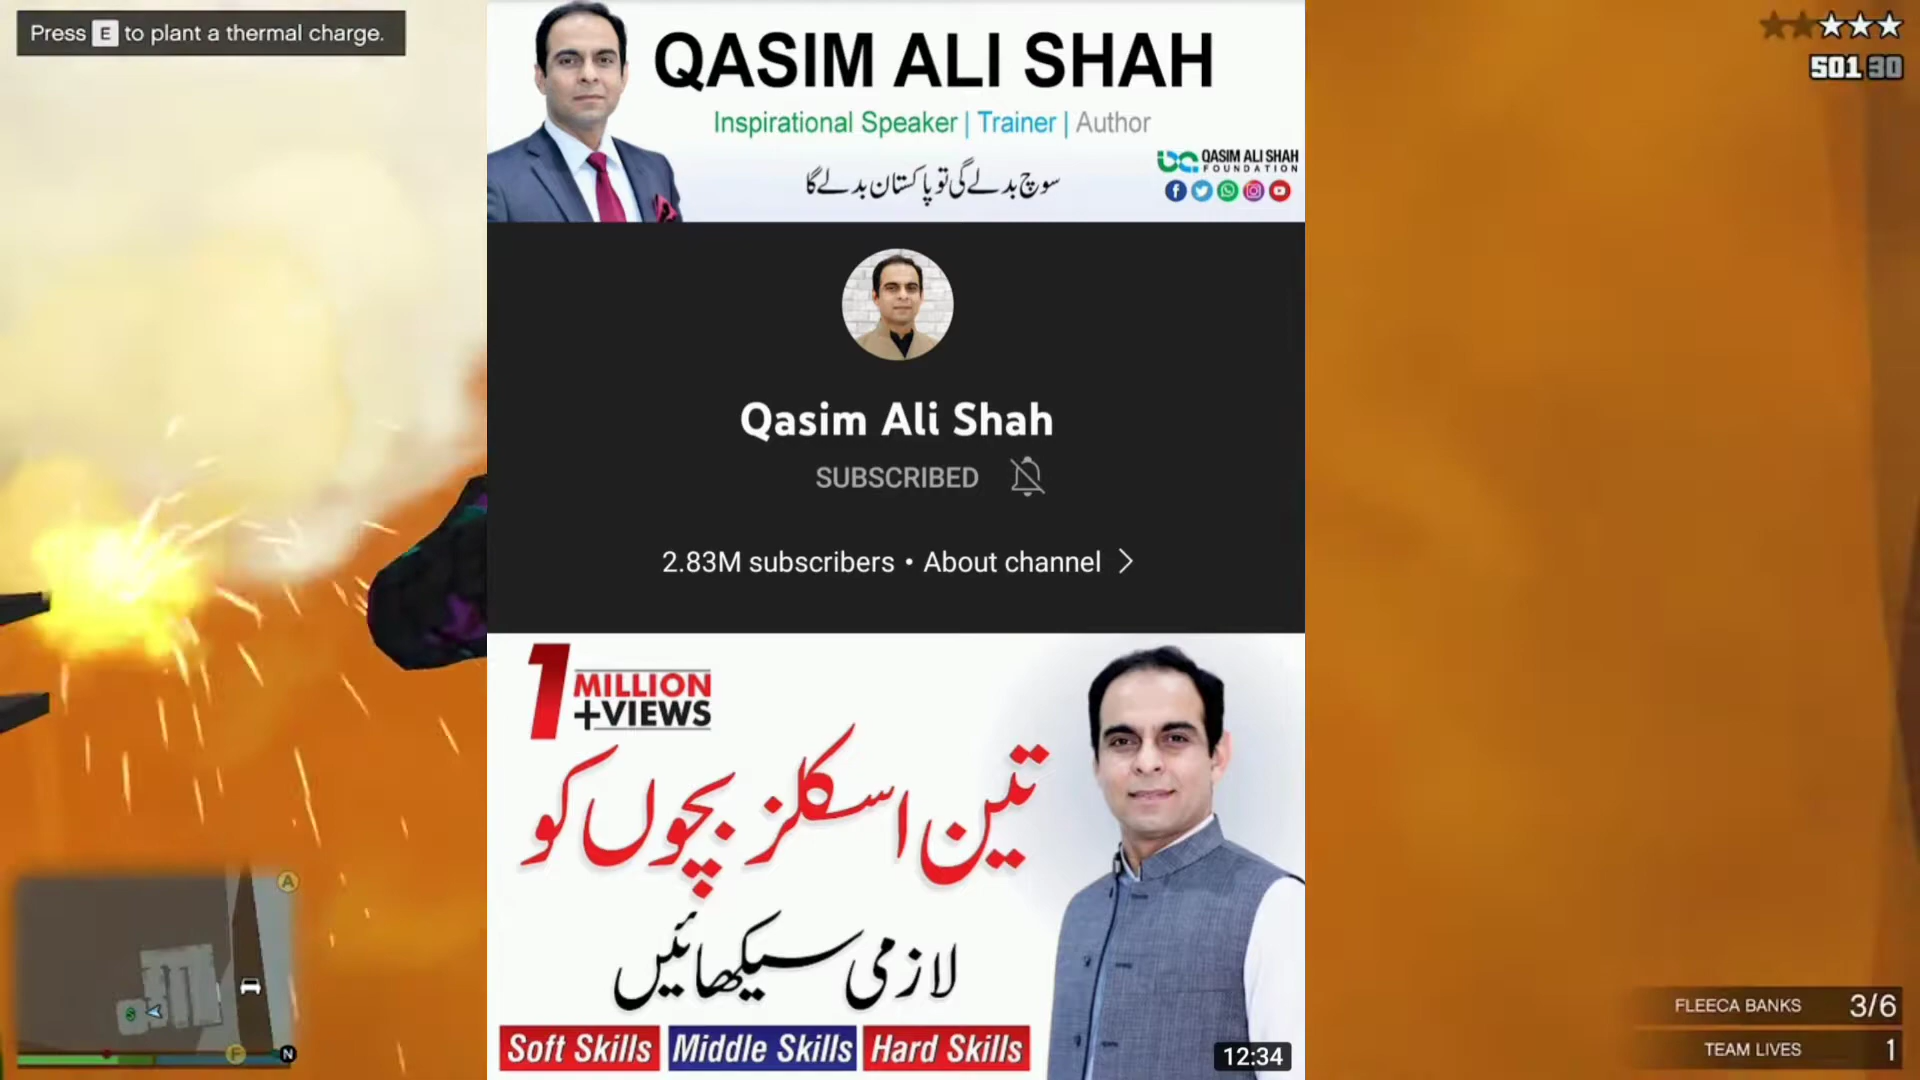 Press E to plant a thermal charge.
501 30
QASIM ALI SHAH
Inspirational Speaker | Trainer | Author
سوچ بدلے گی تو پاکستان بدلے گا
QASIM ALI SHAH
FOUNDATION
Qasim Ali Shah
SUBSCRIBED
2.83M subscribers • About channel
1 MILLION
+VIEWS
تین اسکلز بچوں کو
لازمی سیکھائیں
Soft Skills Middle Skills Hard Skills
12:34
A
S
F
N
FLEECA BANKS 3/6
TEAM LIVES 1